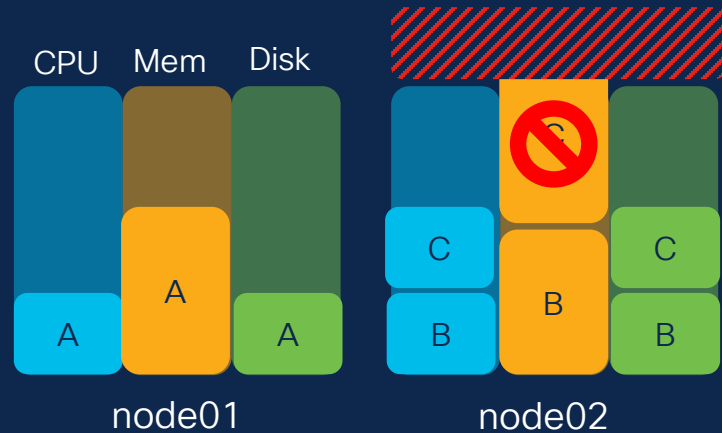 CPU Mem Disk
C
C C
A
B
A A B B
node01 node02